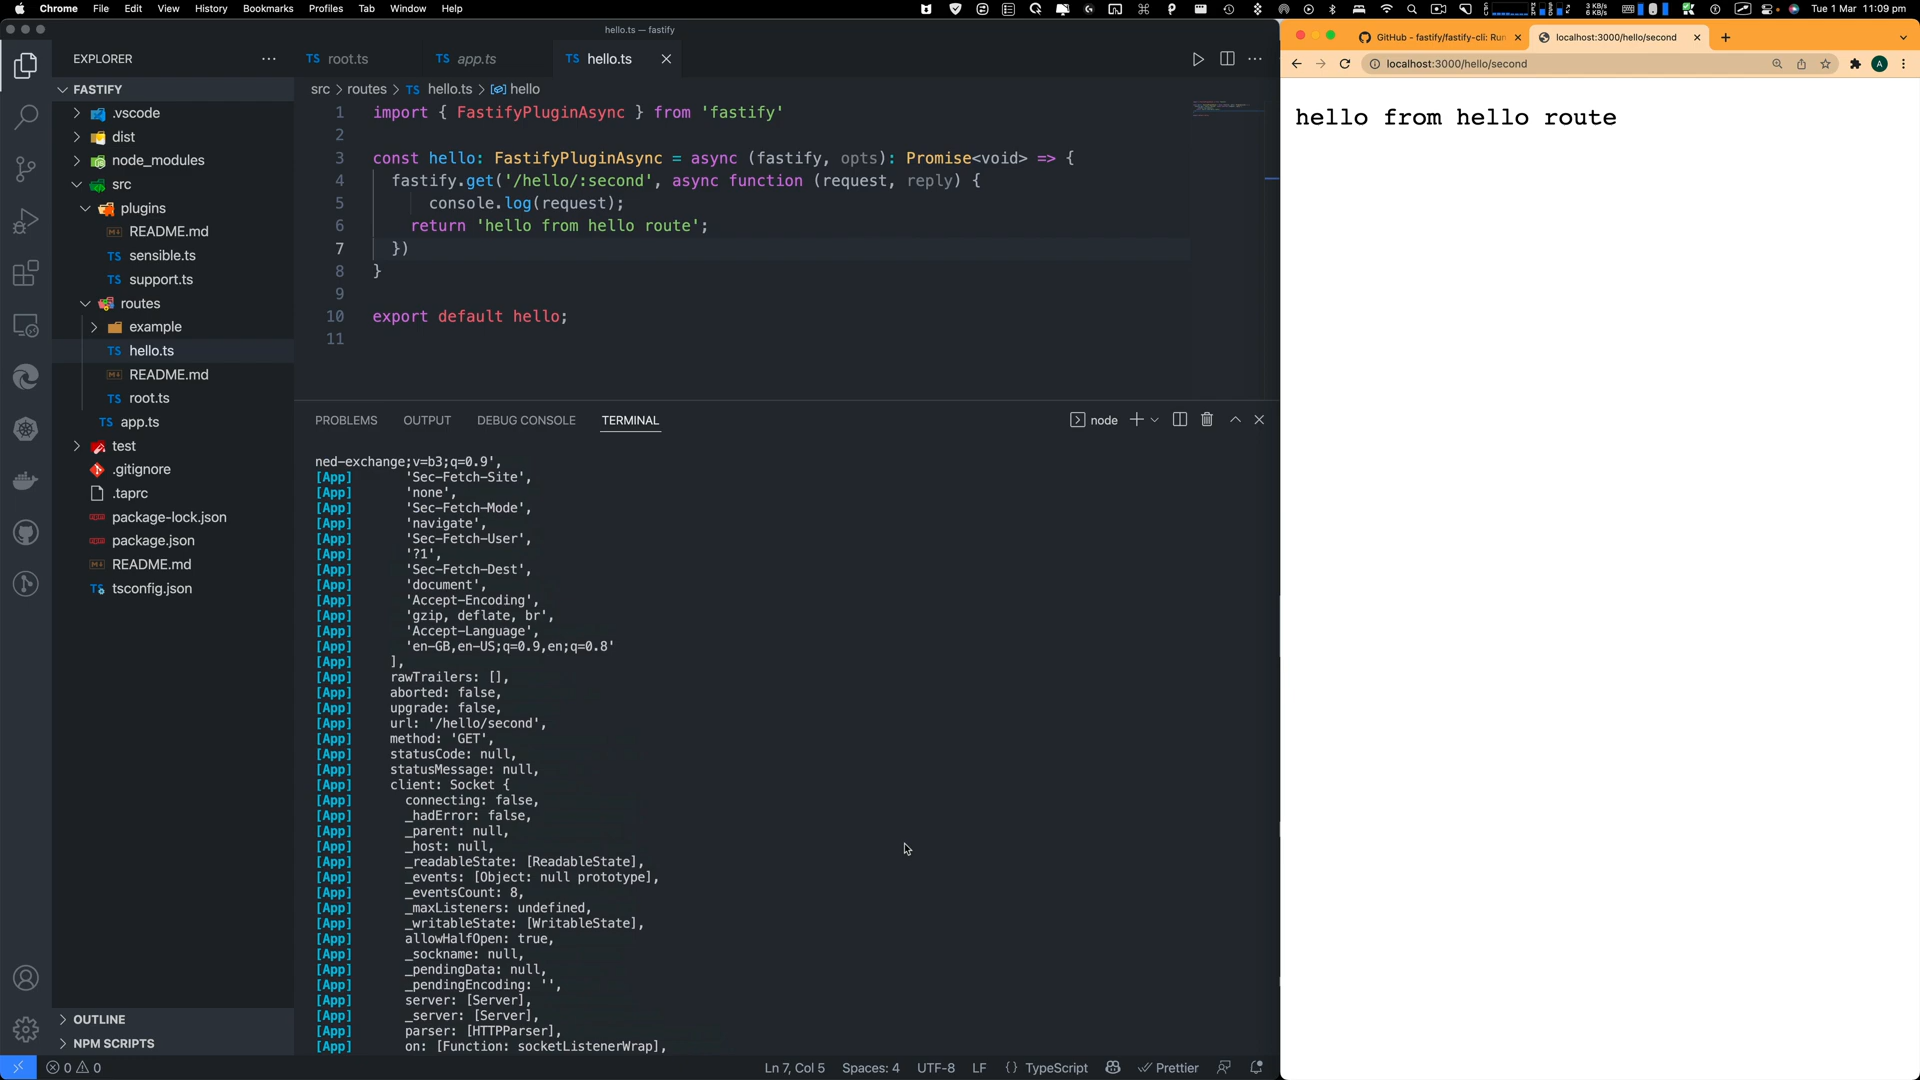 Chrome File Edit View History Bookmarks Profiles Tab Window Help
3 KB/s
6 KB/s
Tue 1 Mar 11:09 pm
hello.ts — fastify
EXPLORER
FASTIFY
.vscode
dist
node_modules
src
plugins
README.md
TS sensible.ts
TS support.ts
routes
example
TS hello.ts
README.md
TS root.ts
TS app.ts
test
.gitignore
.taprc
package-lock.json
package.json
README.md
TS tsconfig.json
OUTLINE
NPM SCRIPTS
TS root.ts TS app.ts TS hello.ts
src > routes > TS hello.ts > hello
1 import { FastifyPluginAsync } from 'fastify'
2
3 const hello: FastifyPluginAsync = async (fastify, opts): Promise<void> => {
4 fastify.get('/hello/:second', async function (request, reply) {
5 console.log(request);
6 return 'hello from hello route';
7 })
8 }
9
10 export default hello;
11
PROBLEMS OUTPUT DEBUG CONSOLE TERMINAL
node
ned-exchange;v=b3;q=0.9',
[App] 'Sec-Fetch-Site',
[App] 'none',
[App] 'Sec-Fetch-Mode',
[App] 'navigate',
[App] 'Sec-Fetch-User',
[App] '?1',
[App] 'Sec-Fetch-Dest',
[App] 'document',
[App] 'Accept-Encoding',
[App] 'gzip, deflate, br',
[App] 'Accept-Language',
[App] 'en-GB,en-US;q=0.9,en;q=0.8'
[App] ],
[App] rawTrailers: [],
[App] aborted: false,
[App] upgrade: false,
[App] url: '/hello/second',
[App] method: 'GET',
[App] statusCode: null,
[App] statusMessage: null,
[App] client: Socket {
[App] connecting: false,
[App] _hadError: false,
[App] _parent: null,
[App] _host: null,
[App] _readableState: [ReadableState],
[App] _events: [Object: null prototype],
[App] _eventsCount: 8,
[App] _maxListeners: undefined,
[App] _writableState: [WritableState],
[App] allowHalfOpen: true,
[App] _sockname: null,
[App] _pendingData: null,
[App] _pendingEncoding: '',
[App] server: [Server],
[App] _server: [Server],
[App] parser: [HTTPParser],
[App] on: [Function: socketListenerWrap],
0 0
Ln 7, Col 5 Spaces: 4 UTF-8 LF {} TypeScript Prettier
GitHub - fastify/fastify-cli: Run
localhost:3000/hello/second
localhost:3000/hello/second
A
hello from hello route